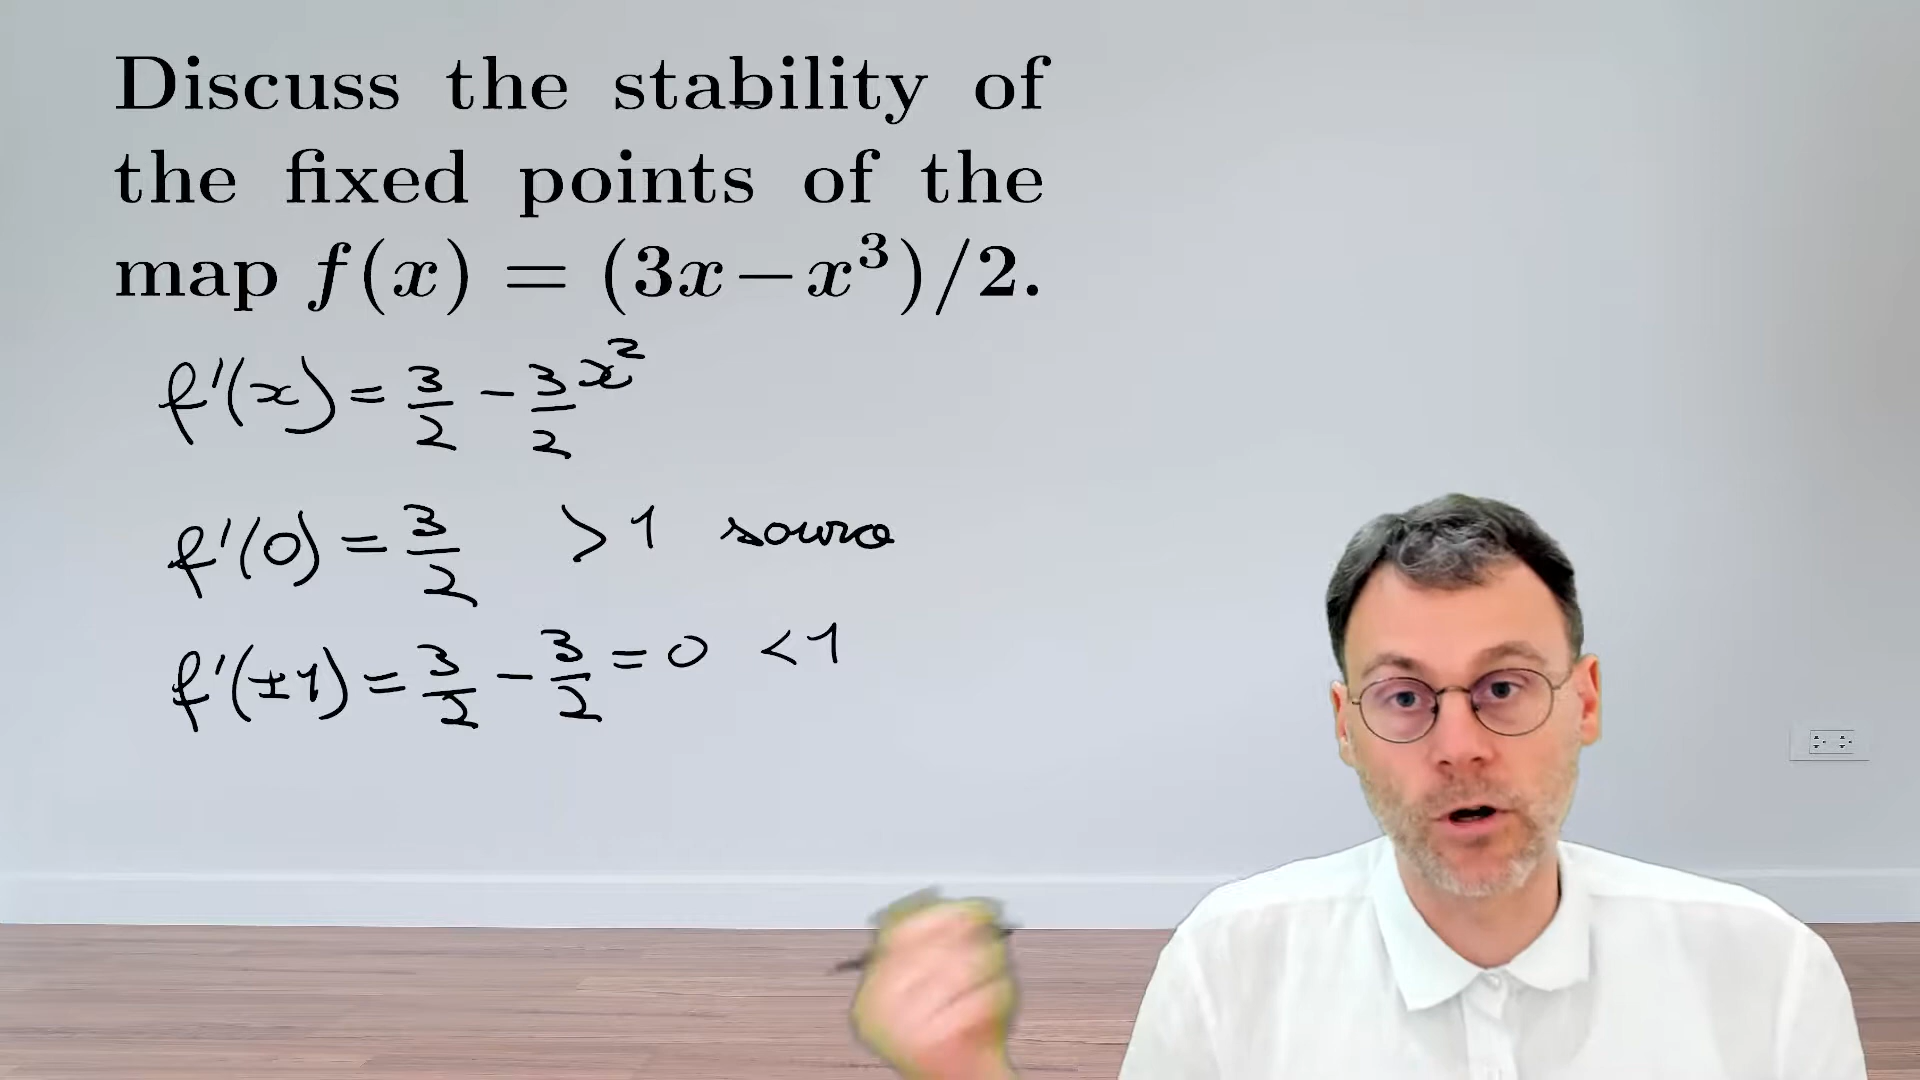 Discuss the stability of
the fixed points of the
map f(x) = (3x−x³)/2.
f'(x) = 3/2 − 3/2 x²
f'(0) = 3/2 > 1 source
f'(±1) = 3/2 − 3/2 = 0 < 1